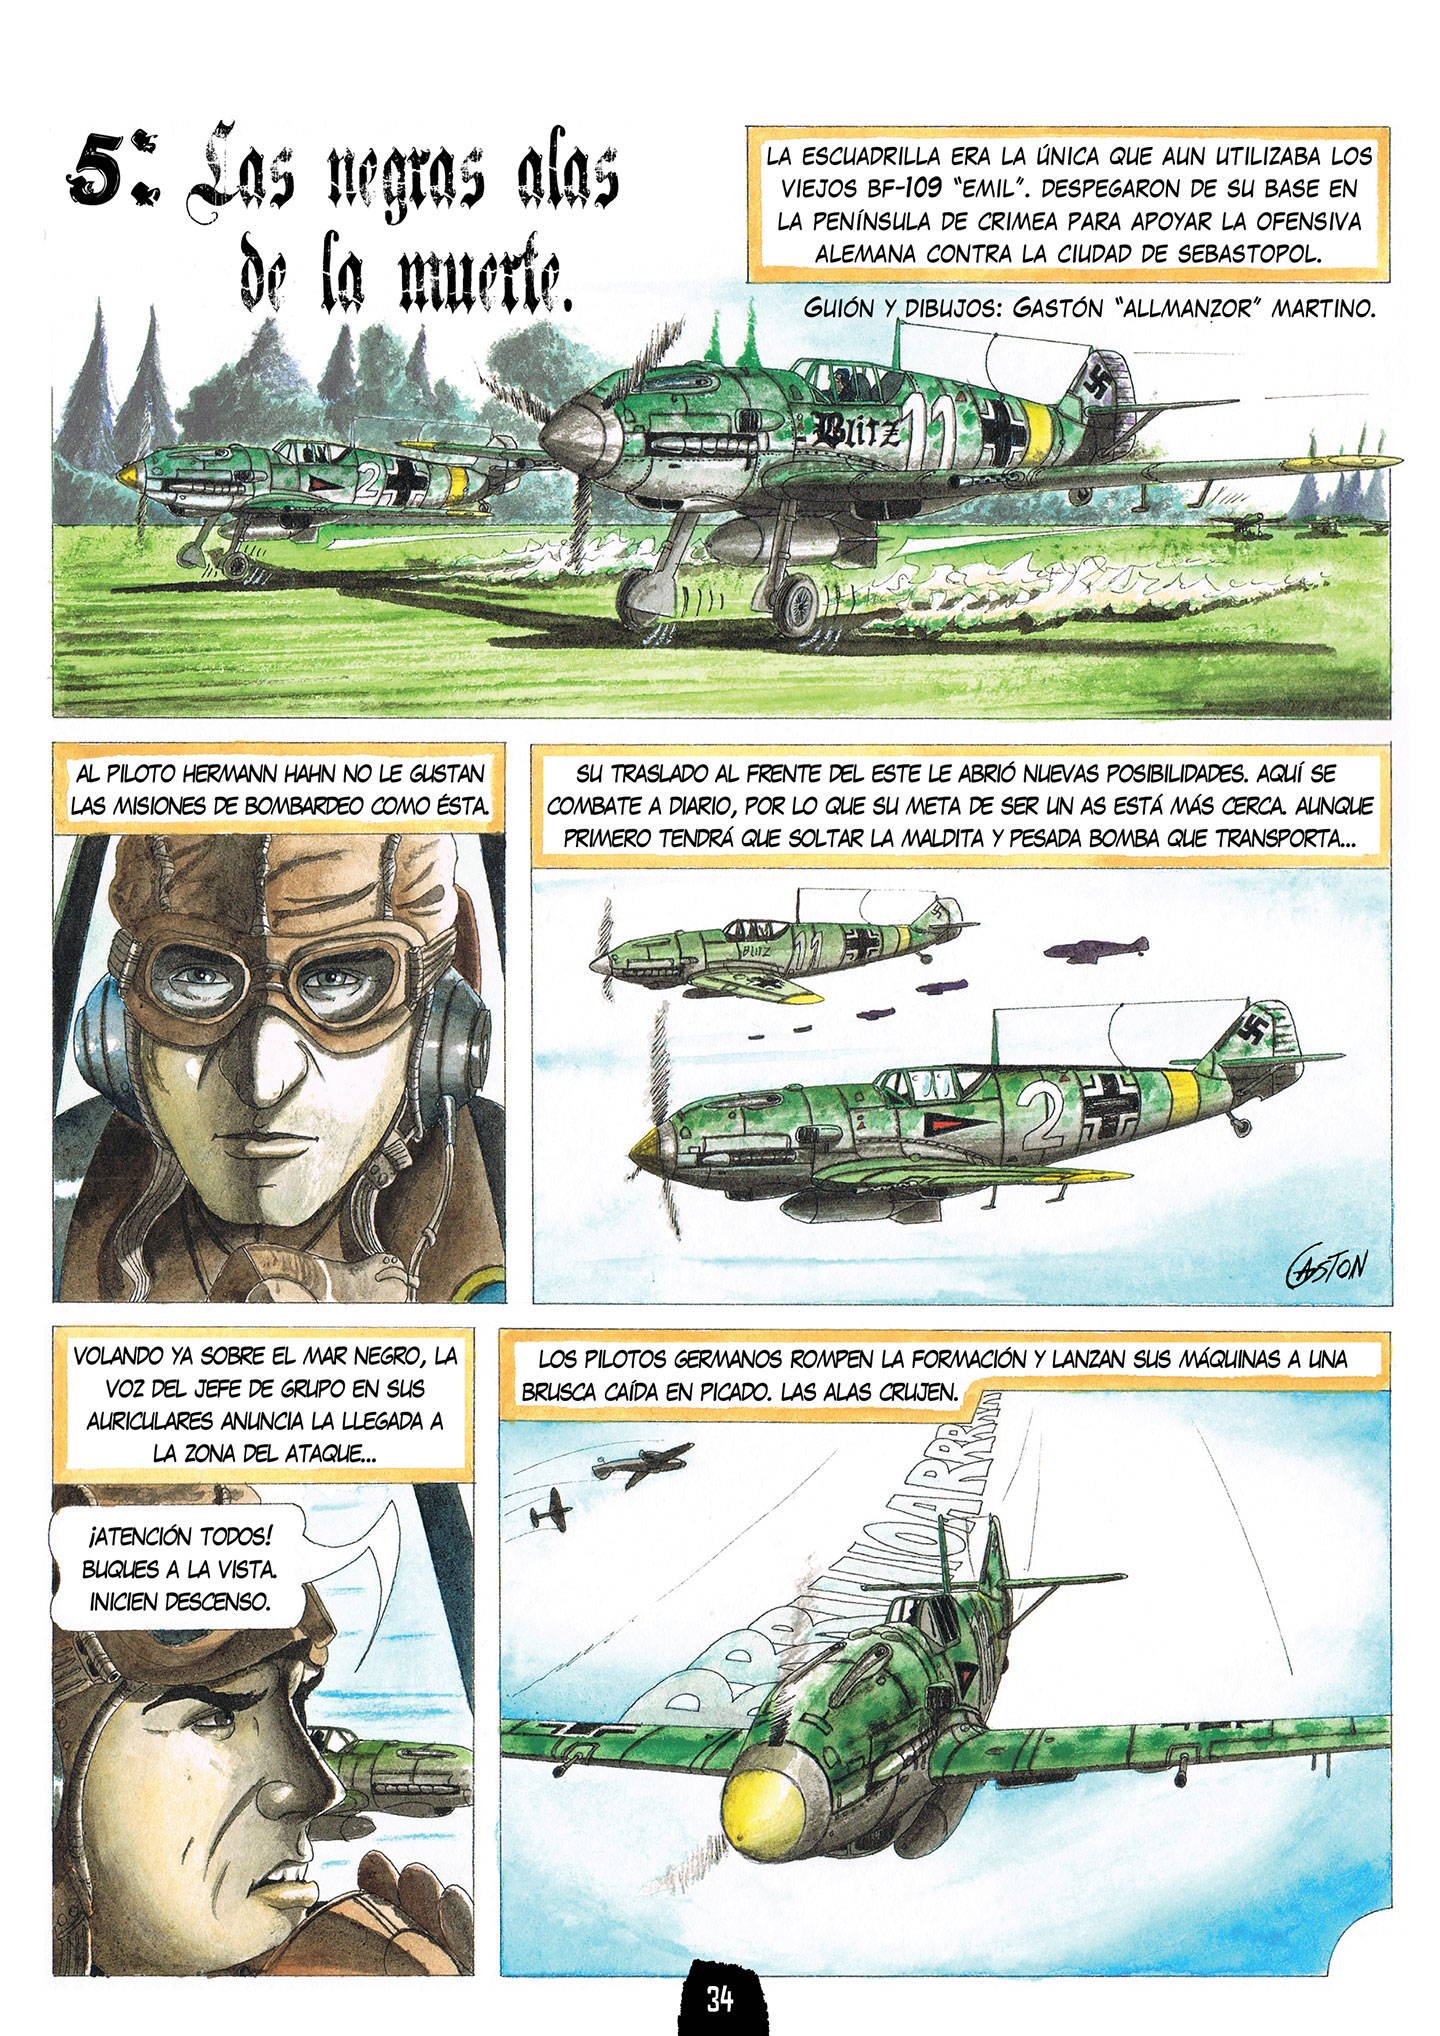 5: Las negras alas
de la muerte.
LA ESCUADRILLA ERA LA ÚNICA QUE AUN UTILIZABA LOS
VIEJOS BF-109 "EMIL". DESPEGARON DE SU BASE EN
LA PENÍNSULA DE CRIMEA PARA APOYAR LA OFENSIVA
ALEMANA CONTRA LA CIUDAD DE SEBASTOPOL.
GUIÓN Y DIBUJOS: GASTÓN "ALLMANZOR" MARTINO.
Blitz 11
2
AL PILOTO HERMANN HAHN NO LE GUSTAN
LAS MISIONES DE BOMBARDEO COMO ÉSTA.
SU TRASLADO AL FRENTE DEL ESTE LE ABRIÓ NUEVAS POSIBILIDADES. AQUÍ SE
COMBATE A DIARIO, POR LO QUE SU META DE SER UN AS ESTÁ MÁS CERCA. AUNQUE
PRIMERO TENDRÁ QUE SOLTAR LA MALDITA Y PESADA BOMBA QUE TRANSPORTA...
BLITZ 11
2
GASTON
VOLANDO YA SOBRE EL MAR NEGRO, LA
VOZ DEL JEFE DE GRUPO EN SUS
AURICULARES ANUNCIA LA LLEGADA A
LA ZONA DEL ATAQUE...
¡ATENCIÓN TODOS!
BUQUES A LA VISTA.
INICIEN DESCENSO.
LOS PILOTOS GERMANOS ROMPEN LA FORMACIÓN Y LANZAN SUS MÁQUINAS A UNA
BRUSCA CAÍDA EN PICADO. LAS ALAS CRUJEN.
34